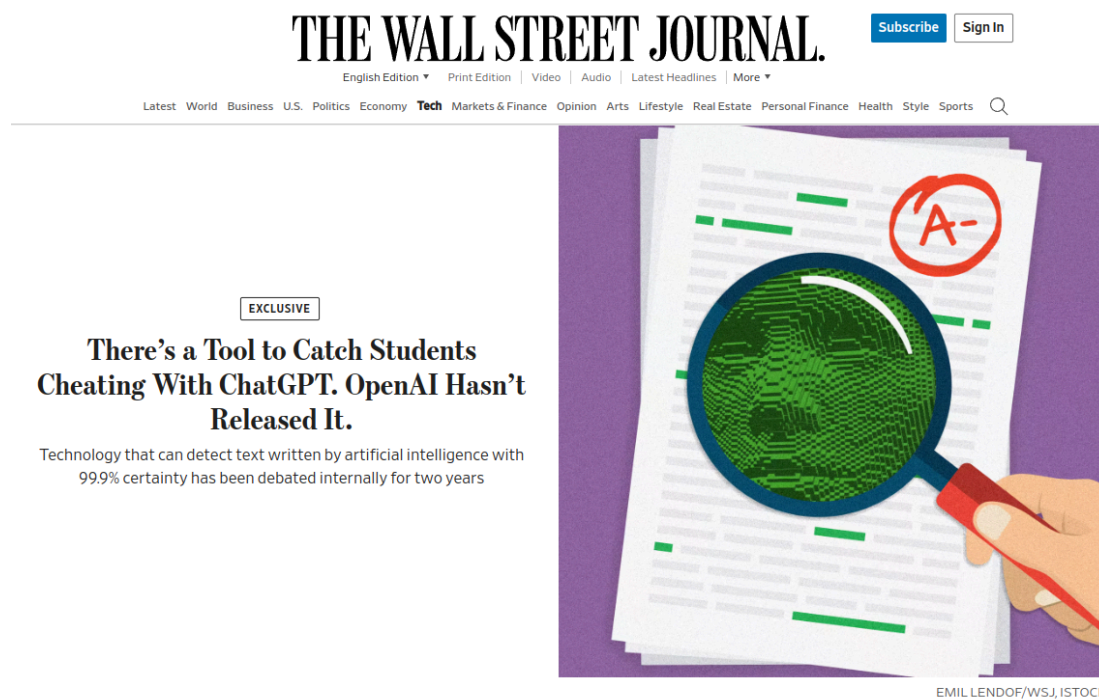 THE WALL STREET JOURNAL.
Subscribe
Sign In
English Edition ▼ Print Edition | Video | Audio | Latest Headlines | More ▼
Latest World Business U.S. Politics Economy Tech Markets & Finance Opinion Arts Lifestyle Real Estate Personal Finance Health Style Sports
A-
EXCLUSIVE
There’s a Tool to Catch Students
Cheating With ChatGPT. OpenAI Hasn’t
Released It.
Technology that can detect text written by artificial intelligence with
99.9% certainty has been debated internally for two years
EMIL LENDOF/WSJ,